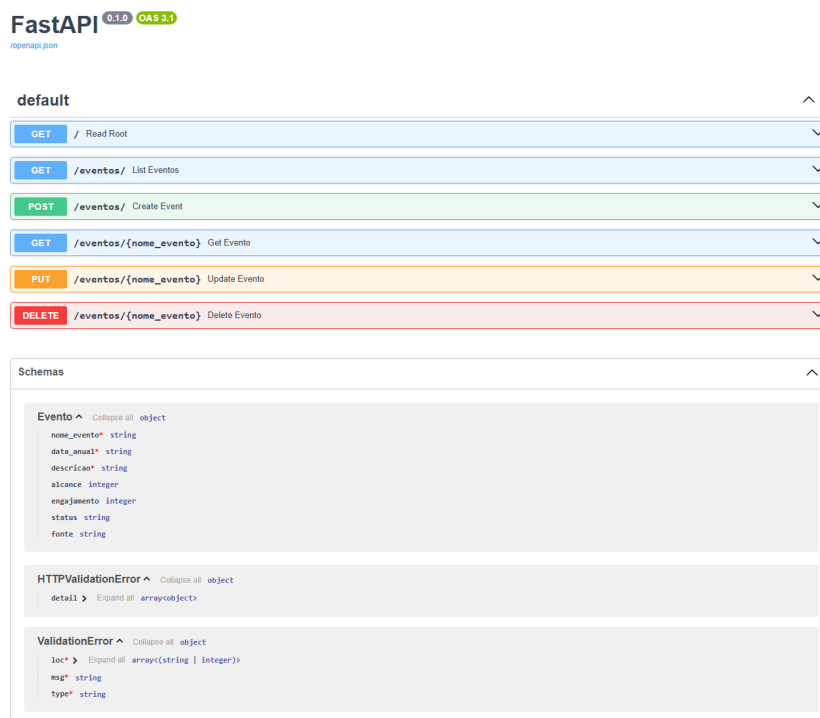 FastAPI 0.1.0 OAS 3.1
/openapi.json
default
GET / Read Root
GET /eventos/ List Eventos
POST /eventos/ Create Event
GET /eventos/{nome_evento} Get Evento
PUT /eventos/{nome_evento} Update Evento
DELETE /eventos/{nome_evento} Delete Evento
Schemas
Evento Collapse all object
nome_evento* string
data_anual* string
descricao* string
alcance integer
engajamento integer
status string
fonte string
HTTPValidationError Collapse all object
detail Expand all array<object>
ValidationError Collapse all object
loc* Expand all array<(string | integer)>
msg* string
type* string